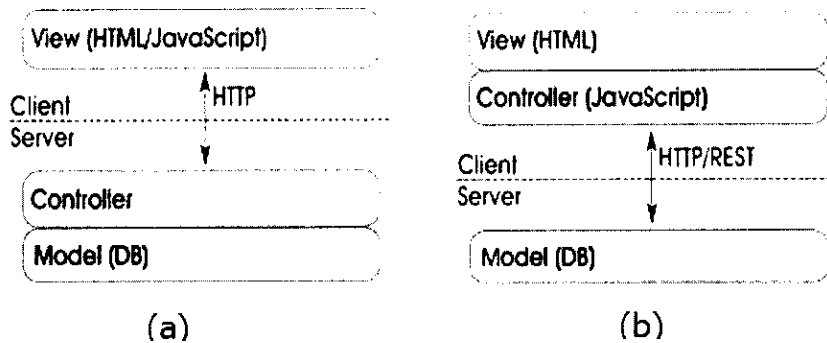 View (HTML/JavaScript)
HTTP
Client
Server
Controller
Model (DB)
(a)
View (HTML)
Controller (JavaScript)
HTTP/REST
Client
Server
Model (DB)
(b)